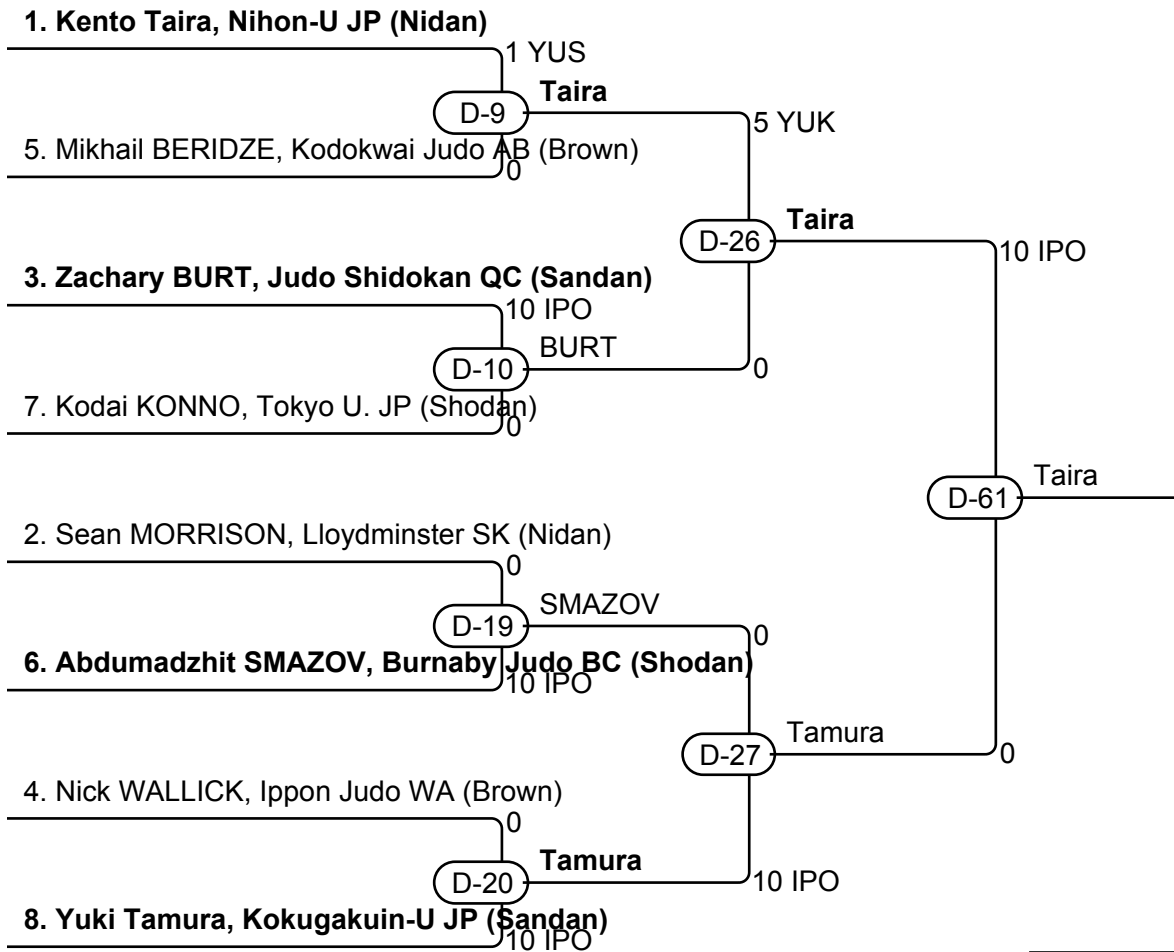 1. Kento Taira, Nihon-U JP (Nidan)
1 YUS
D-9
Taira
5. Mikhail BERIDZE, Kodokwai Judo AB (Brown)
0
5 YUK
D-26
Taira
3. Zachary BURT, Judo Shidokan QC (Sandan)
10 IPO
D-10
BURT
0
7. Kodai KONNO, Tokyo U. JP (Shodan)
0
10 IPO
D-61
Taira
2. Sean MORRISON, Lloydminster SK (Nidan)
0
D-19
SMAZOV
0
6. Abdumadzhit SMAZOV, Burnaby Judo BC (Shodan)
10 IPO
D-27
Tamura
0
4. Nick WALLICK, Ippon Judo WA (Brown)
0
D-20
Tamura
10 IPO
8. Yuki Tamura, Kokugakuin-U JP (Sandan)
10 IPO